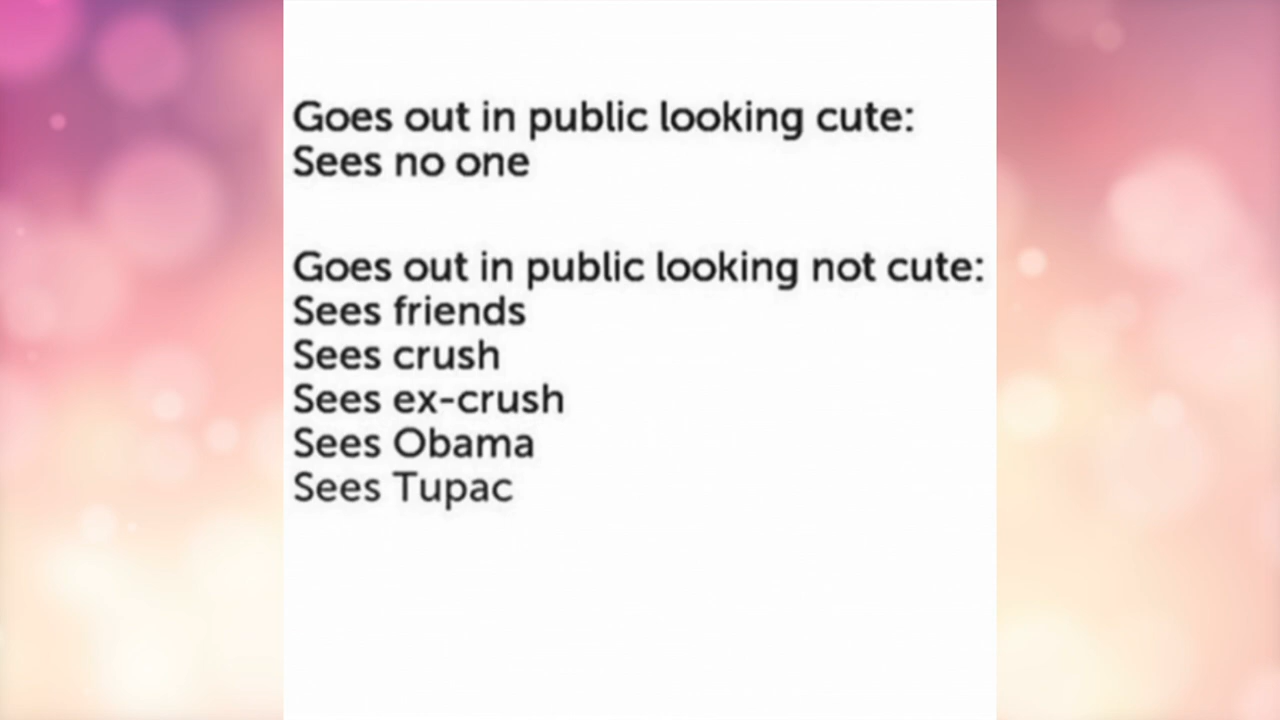 Goes out in public looking cute:
Sees no one
Goes out in public looking not cute:
Sees friends
Sees crush
Sees ex-crush
Sees Obama
Sees Tupac